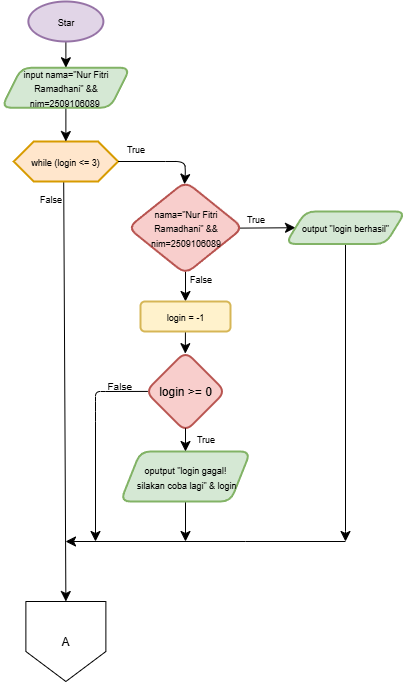 Star
input nama="Nur Fitri
Ramadhani" &&
nim=2509106089
while (login <= 3)
True
False
nama="Nur Fitri
Ramadhani" &&
nim=2509106089
True
output "login berhasil"
False
login = -1
login >= 0
False
True
oputput "login gagal!
silakan coba lagi" & login
A